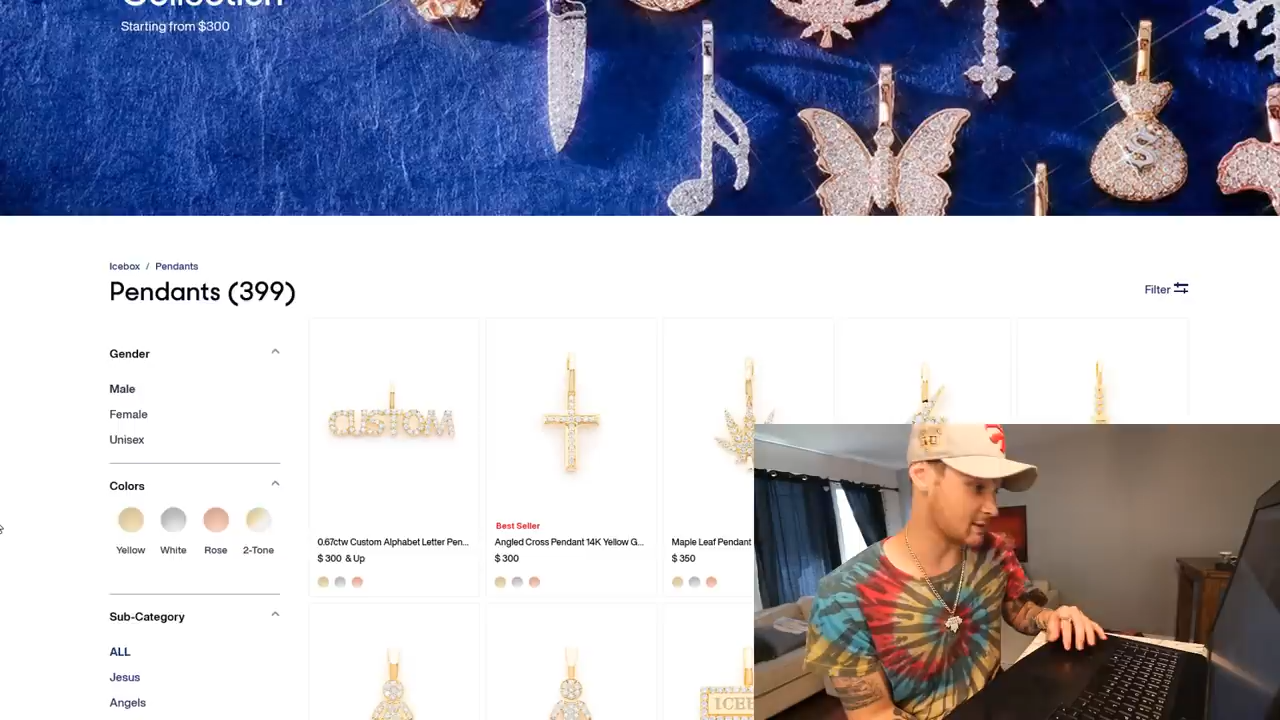 Collection
Starting from $300
Icebox / Pendants
Pendants (399)
Filter
Gender
Male
Female
Unisex
Colors
Yellow White Rose 2-Tone
Sub-Category
ALL
Jesus
Angels
CUSTOM
0.67ctw Custom Alphabet Letter Pen...
$ 300 & Up
Best Seller
Angled Cross Pendant 14K Yellow G...
$ 300
Maple Leaf Pendant
$ 350